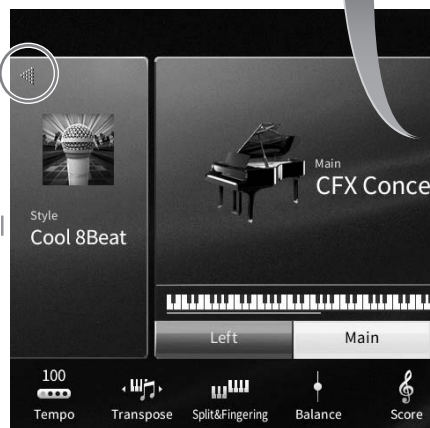 Style
Cool 8Beat
Main
CFX Conce
Left
Main
100
Tempo
Transpose
Split&Fingering
Balance
Score